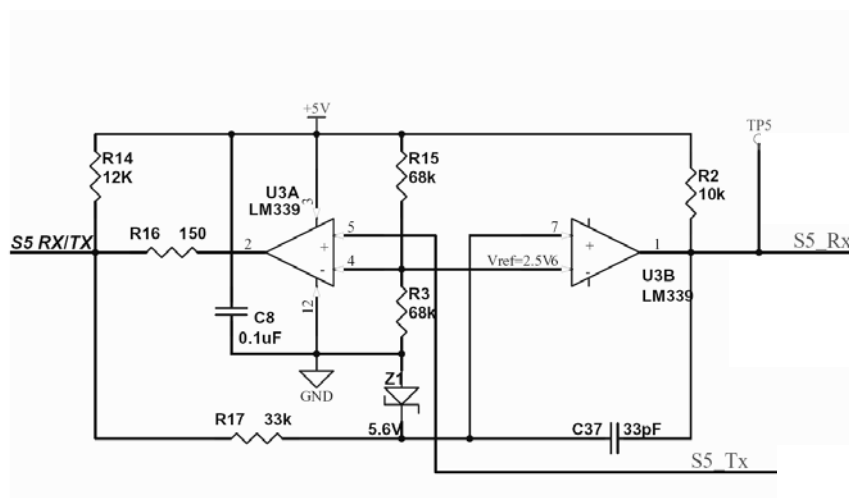 +5V
TP5
R14
12K
R15
68k
R2
10k
U3A
LM339
3
R16 150
S5 RX/TX
2
5
+
4
-
7
+
Vref=2.5V
6
-
1
S5_Rx
U3B
LM339
12
C8
0.1uF
R3
68k
GND
Z1
5.6V
R17 33k
C37 33pF
S5_Tx